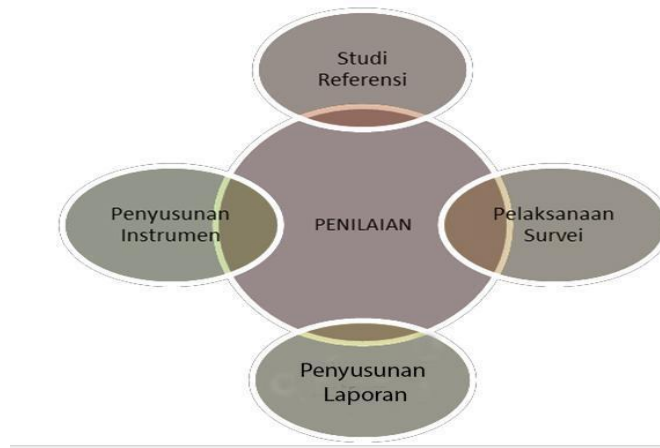 Studi
Referensi
Penyusunan
Instrumen
PENILAIAN
Pelaksanaan
Survei
Penyusunan
Laporan